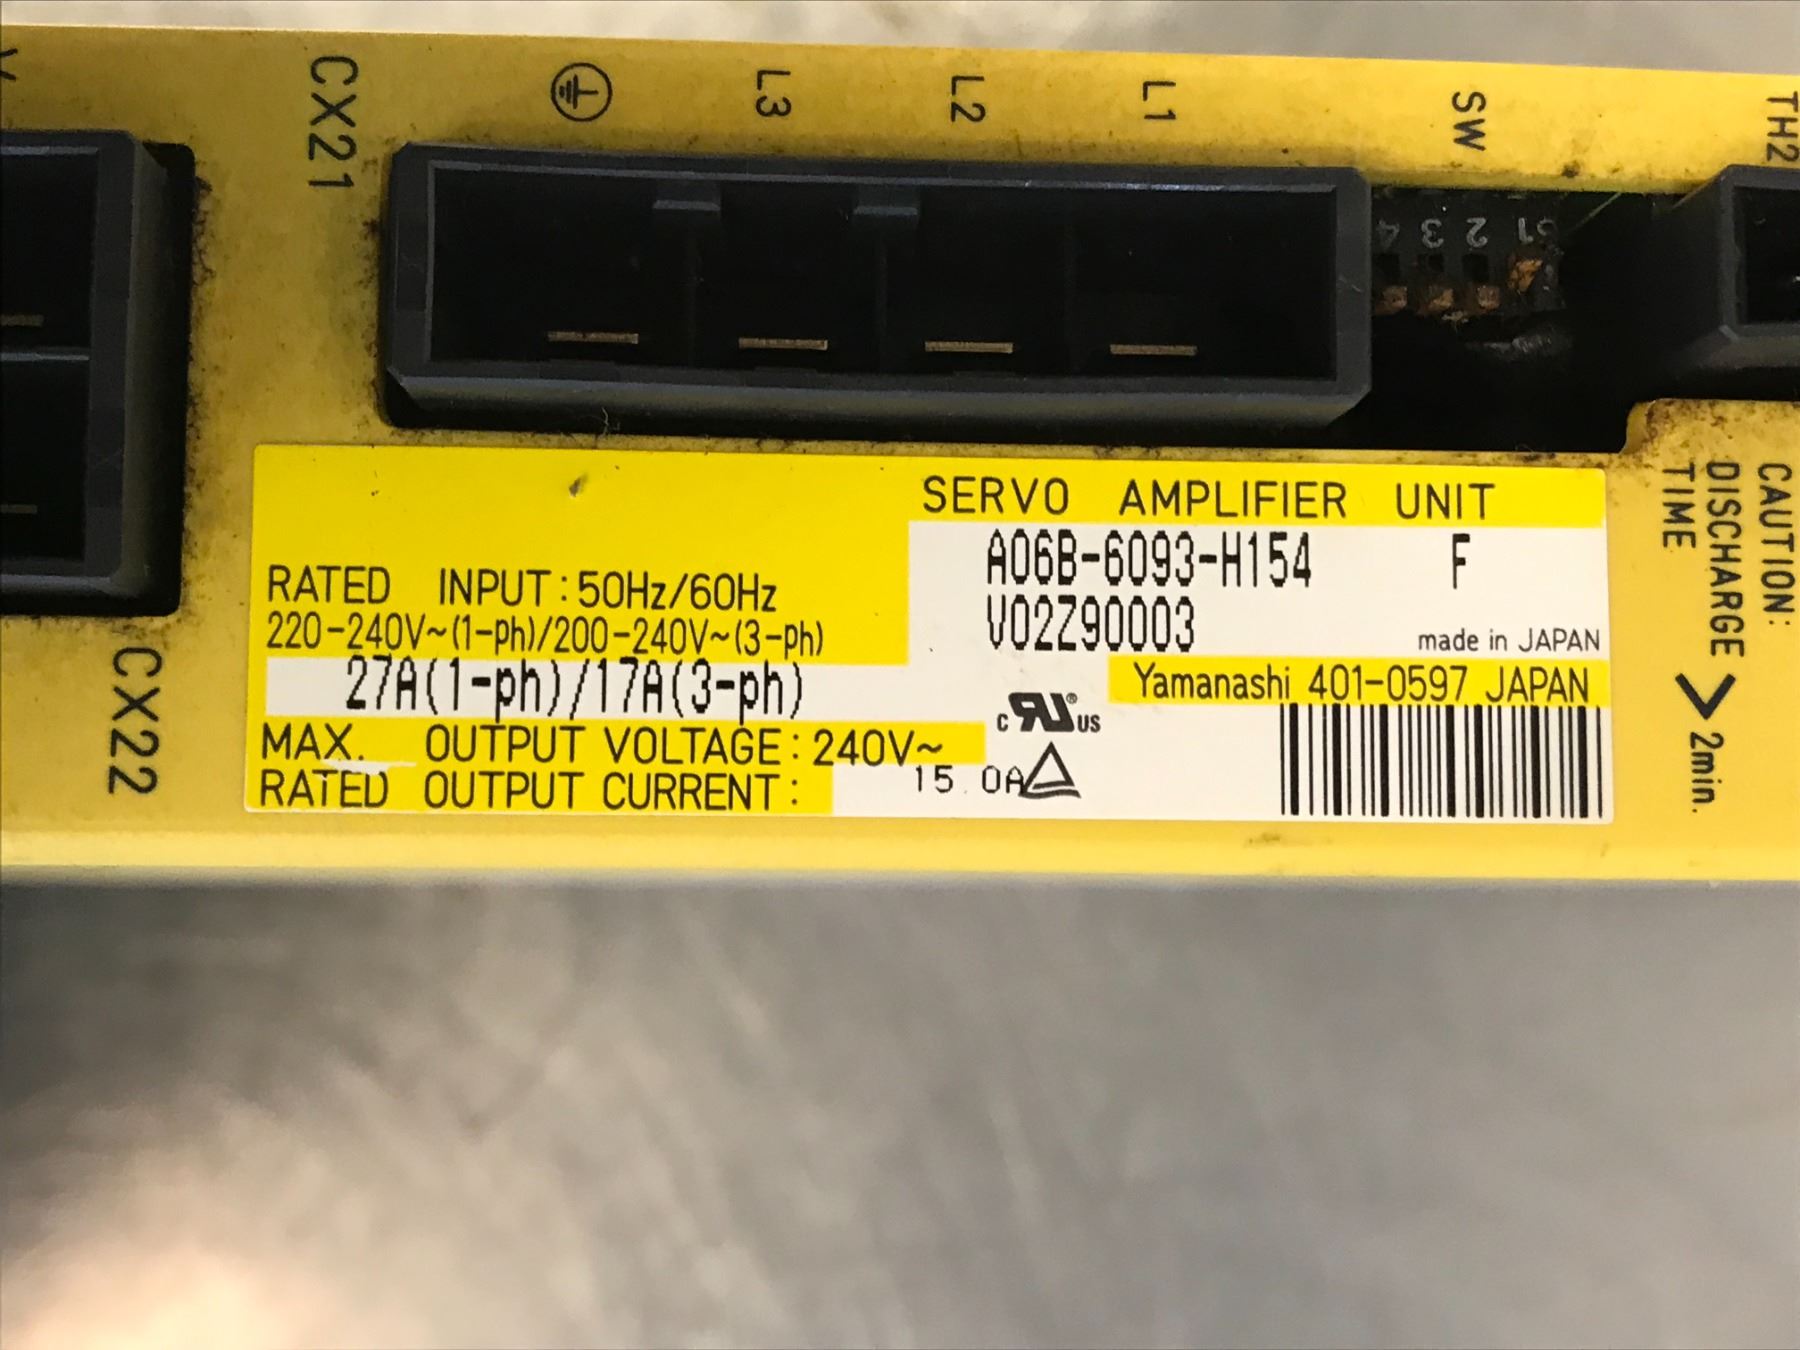 CX21
L3
L2
L1
SW
TH2
4 3 2 1
SERVO AMPLIFIER UNIT
A06B-6093-H154 F
V02Z90003
made in JAPAN
Yamanashi 401-0597 JAPAN
RATED INPUT:50Hz/60Hz
220-240V~(1-ph)/200-240V~(3-ph)
27A(1-ph)/17A(3-ph)
MAX. OUTPUT VOLTAGE:240V~
RATED OUTPUT CURRENT: 15.0A
c RU ® US
CX22
CAUTION:
DISCHARGE
TIME
> 2min.